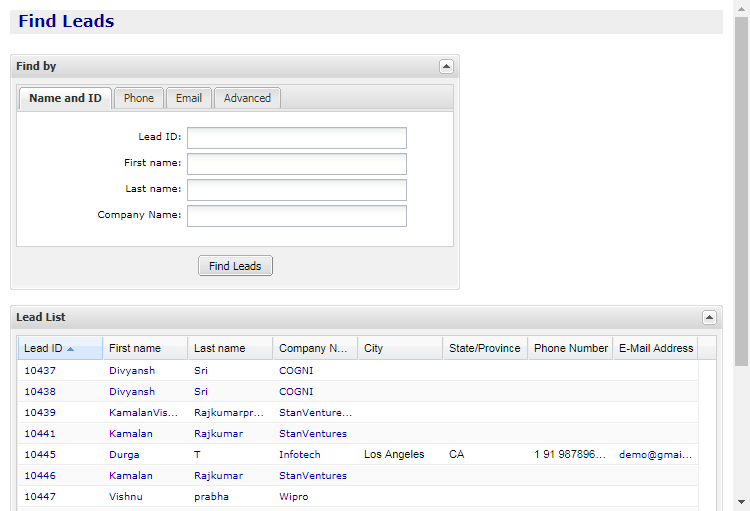 Find Leads
Find by
Name and ID Phone Email Advanced
Lead ID:
First name:
Last name:
Company Name:
Find Leads
Lead List
Lead ID First name Last name Company N... City State/Province Phone Number E-Mail Address
10437 Divyansh Sri COGNI
10438 Divyansh Sri COGNI
10439 KamalanVis... Rajkumarpr... StanVenture...
10441 Kamalan Rajkumar StanVentures
10445 Durga T Infotech Los Angeles CA 1 91 987896... demo@gmai...
10446 Kamalan Rajkumar StanVentures
10447 Vishnu prabha Wipro